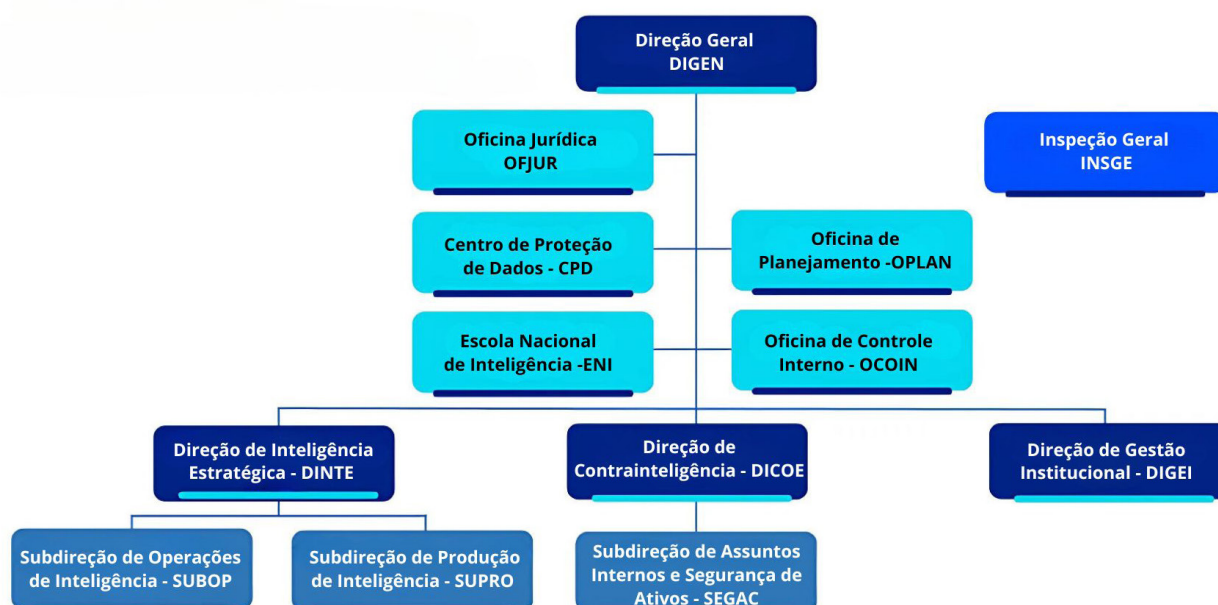 Direção Geral
DIGEN
Oficina Jurídica
OFJUR
Inspeção Geral
INSGE
Centro de Proteção
de Dados - CPD
Oficina de
Planejamento -OPLAN
Escola Nacional
de Inteligência -ENI
Oficina de Controle
Interno - OCOIN
Direção de Inteligência
Estratégica - DINTE
Direção de
Contrainteligência - DICOE
Direção de Gestão
Institucional - DIGEI
Subdireção de Operações
de Inteligência - SUBOP
Subdireção de Produção
de Inteligência - SUPRO
Subdireção de Assuntos
Internos e Segurança de
Ativos - SEGAC